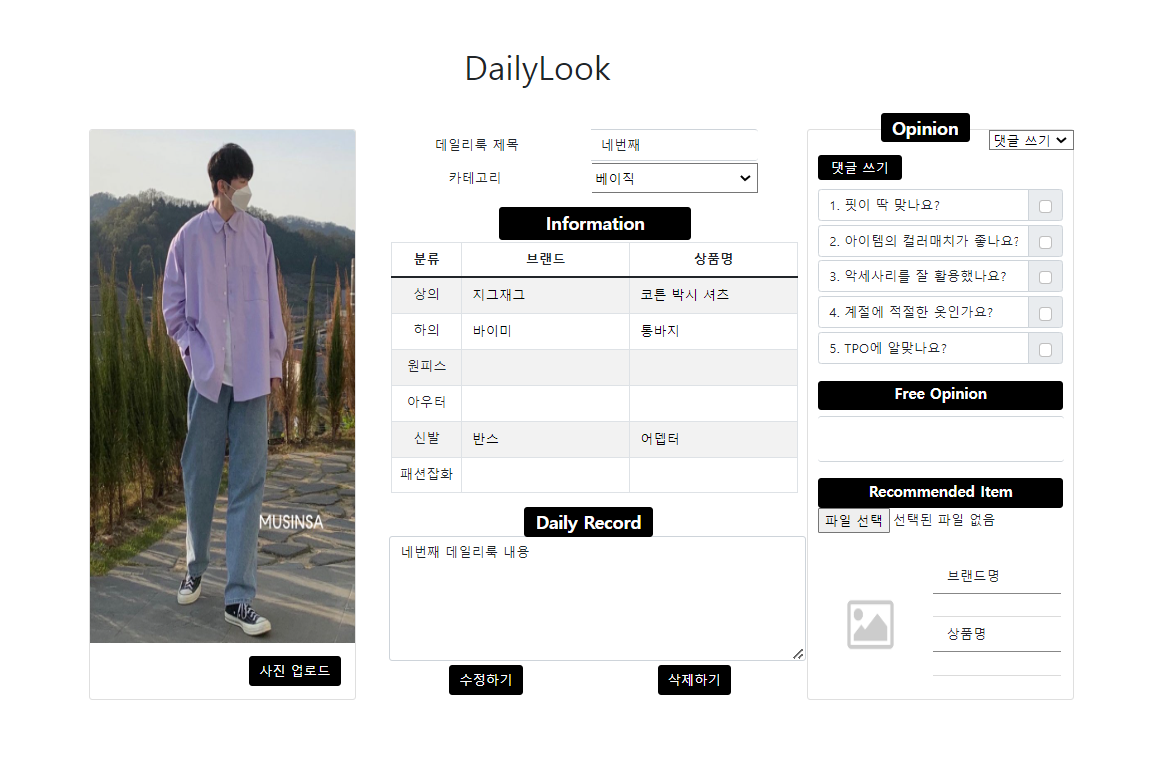 DailyLook
MUSINSA
사진 업로드
데일리룩 제목 네번째
카테고리 베이직
Information
분류 브랜드 상품명
상의 지그재그 코튼 박시 셔츠
하의 바이미 통바지
원피스
아우터
신발 반스 어뎁터
패션잡화
Daily Record
네번째 데일리룩 내용
수정하기 삭제하기
Opinion
댓글 쓰기
댓글 쓰기
1. 핏이 딱 맞나요?
2. 아이템의 컬러매치가 좋나요?
3. 악세사리를 잘 활용했나요?
4. 계절에 적절한 옷인가요?
5. TPO에 알맞나요?
Free Opinion
Recommended Item
파일 선택 선택된 파일 없음
브랜드명
상품명